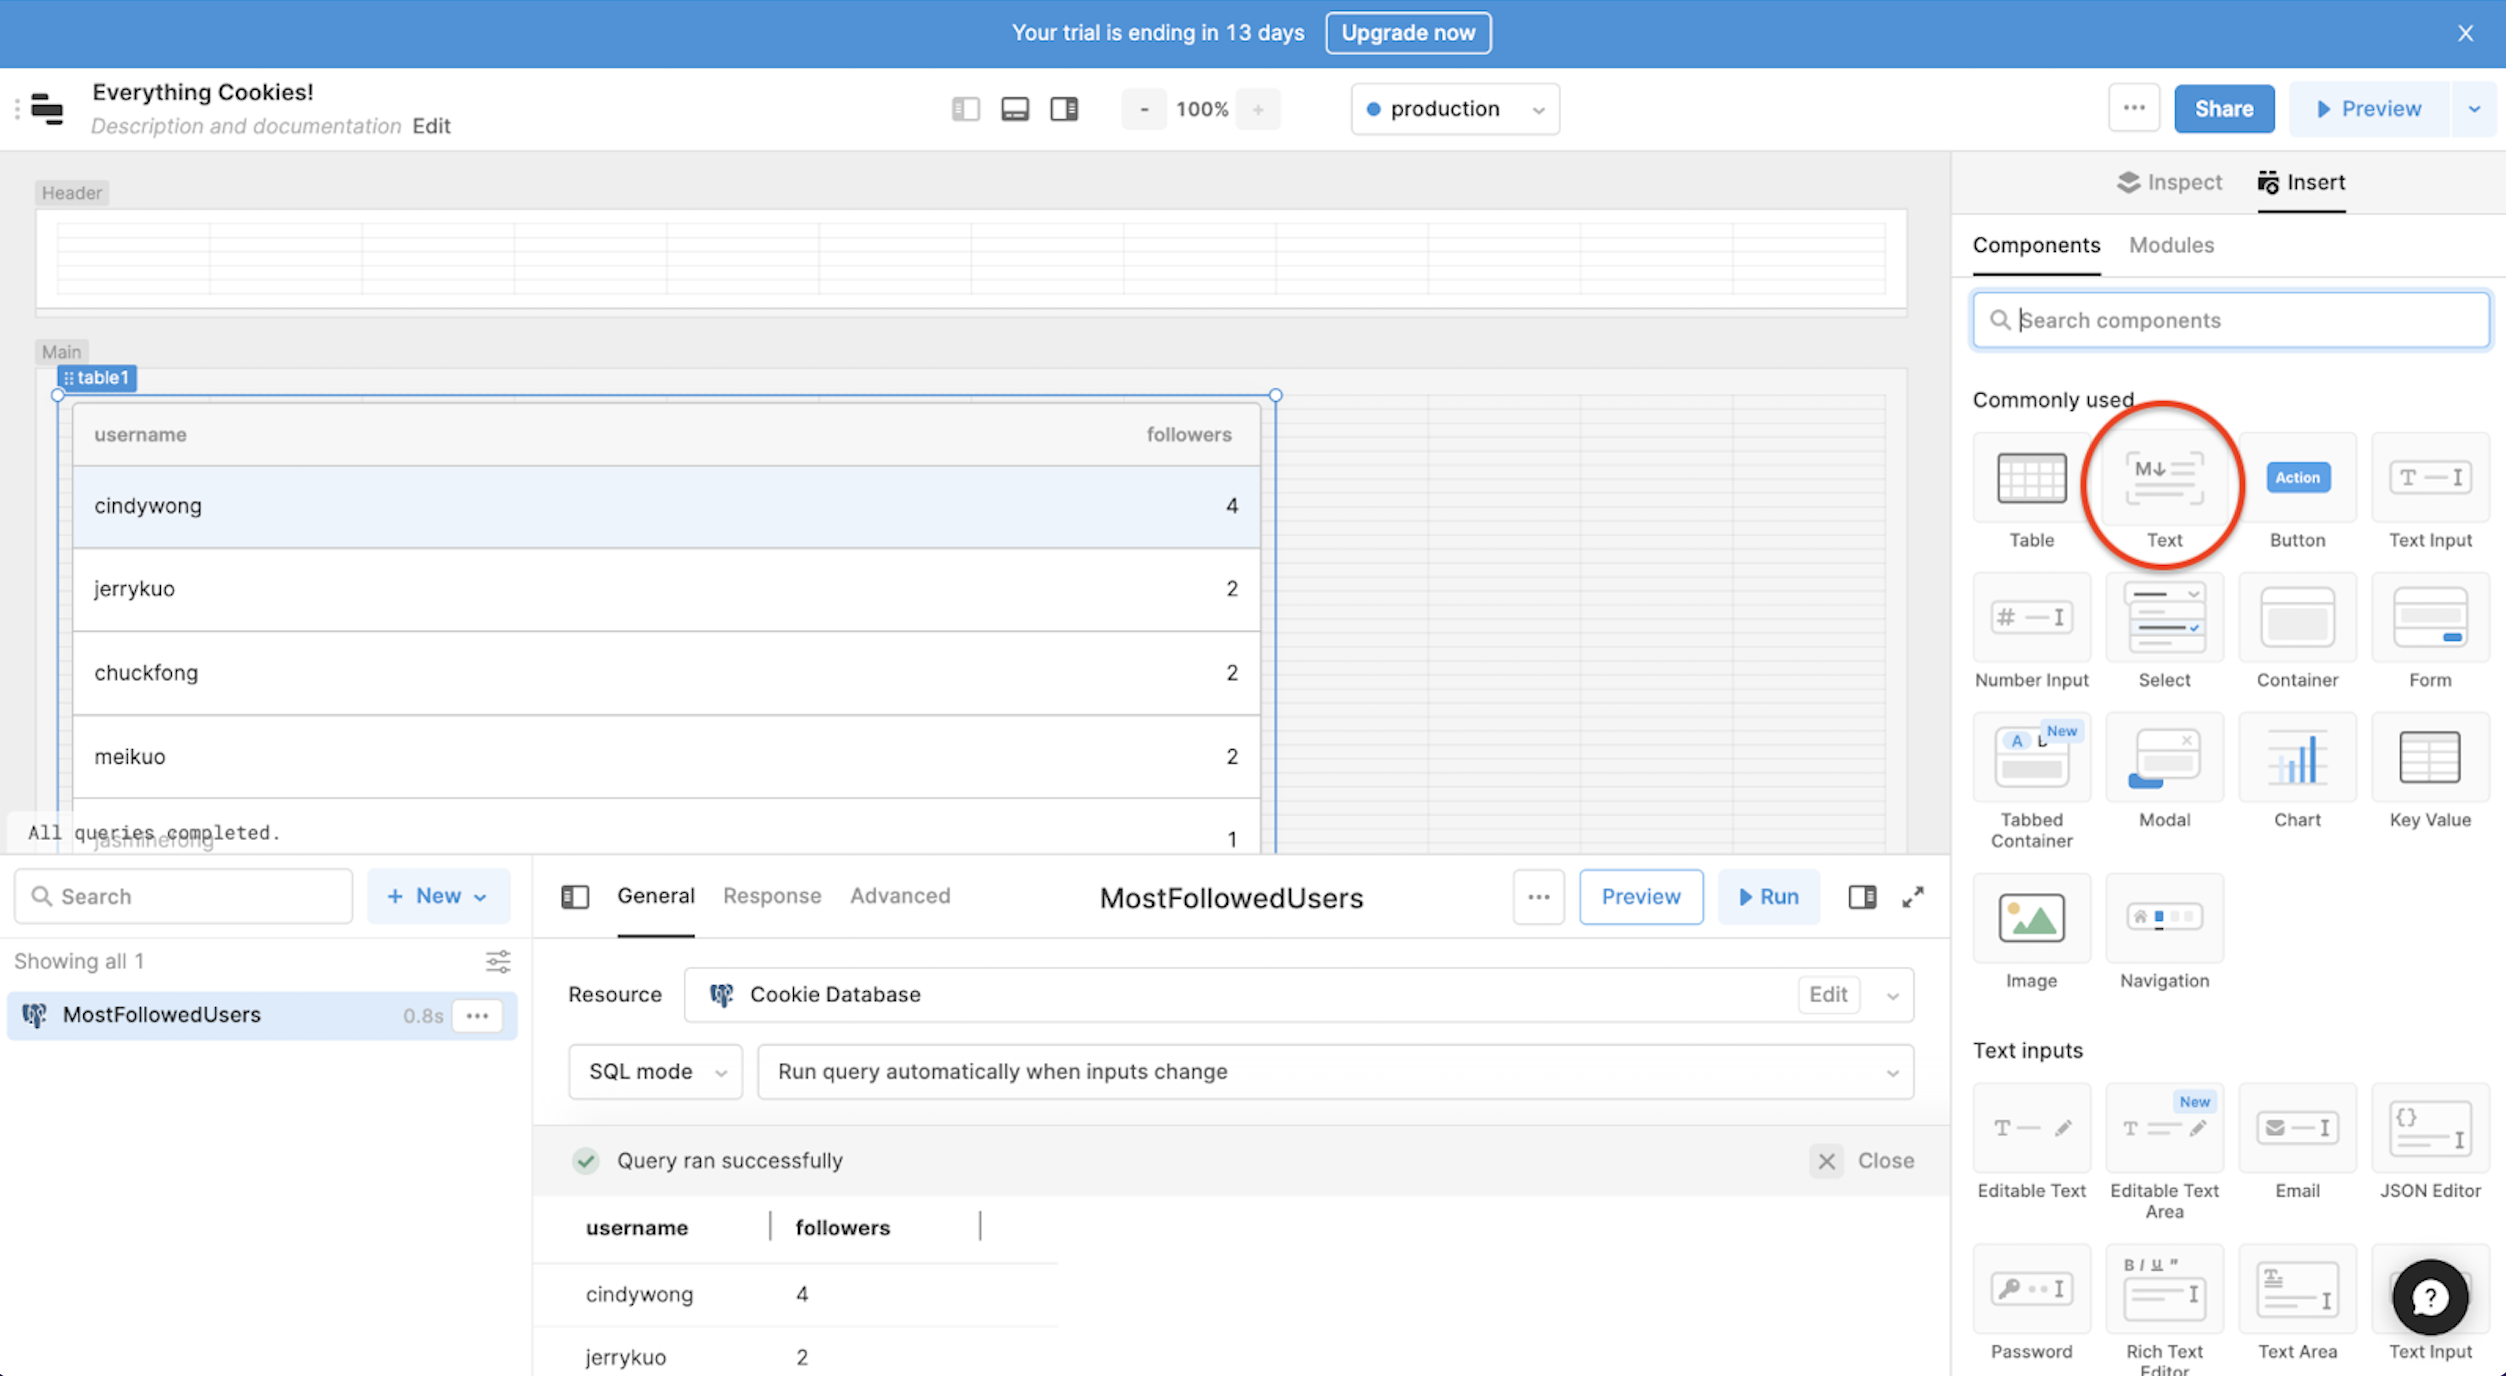 Your trial is ending in 13 days
Upgrade now
X
Everything Cookies!
Description and documentation Edit
- 100% +
production
Share
Preview
Inspect
Insert
Components
Modules
Search components
Header
Main
table1
username followers
cindywong 4
jerrykuo 2
chuckfong 2
meikuo 2
jasminefong 1
All queries completed.
Commonly used
M↓
Action
T I
Table
Text
Button
Text Input
# I
Number Input
Select
Container
Form
A
New
Tabbed Container
Modal
Chart
Key Value
Image
Navigation
Text inputs
T
New
T
I
{} I
Editable Text
Editable Text Area
Email
JSON Editor
I
B I U "
I
T
I
Password
Rich Text Editor
Text Area
Text Input
?
Search
+ New
Showing all 1
MostFollowedUsers 0.8s
General
Response
Advanced
MostFollowedUsers
Preview
Run
Resource
Cookie Database
Edit
SQL mode
Run query automatically when inputs change
Query ran successfully
Close
username followers
cindywong 4
jerrykuo 2